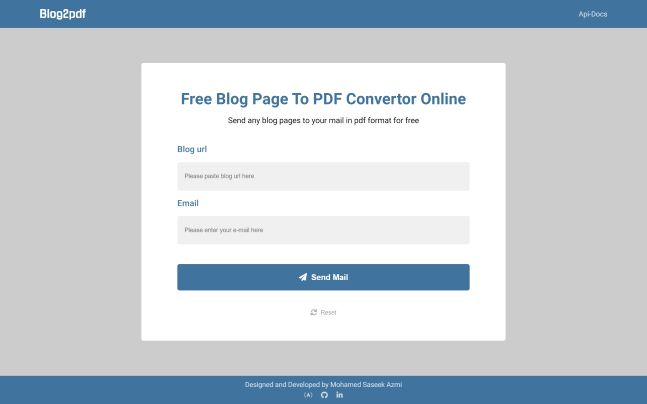 Blog2pdf
Api-Docs
Free Blog Page To PDF Convertor Online
Send any blog pages to your mail in pdf format for free
Blog url
Please paste blog url here
Email
Please enter your e-mail here
Send Mail
Reset
Designed and Developed by Mohamed Saseek Azmi
(A)
in